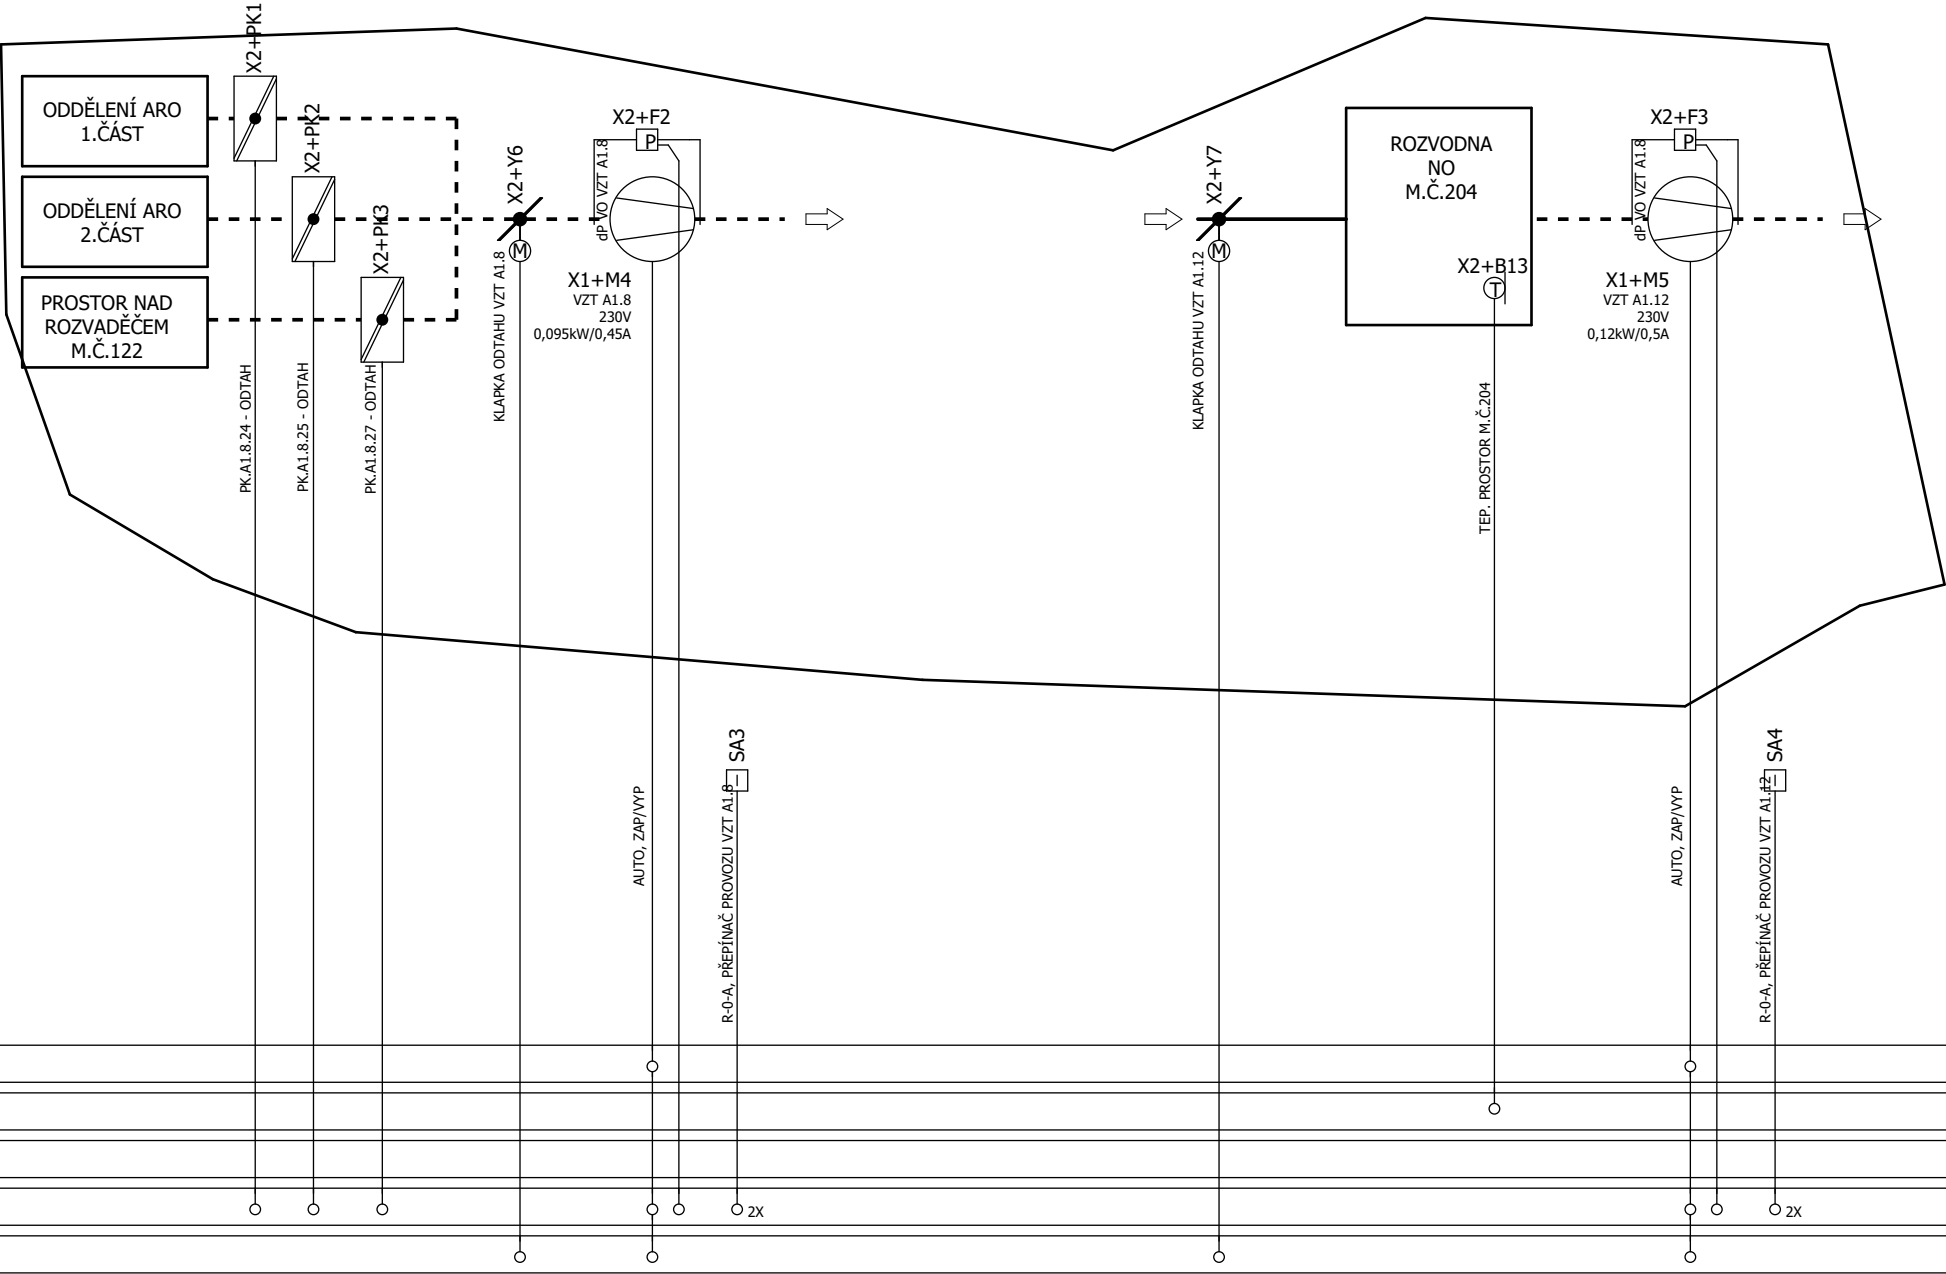 X2+PK1
ODDĚLENÍ ARO
1.ČÁST
X2+PK2
ODDĚLENÍ ARO
2.ČÁST
X2+PK3
PROSTOR NAD
ROZVADĚČEM
M.Č.122
PK.A1.8.24 - ODTAH
PK.A1.8.25 - ODTAH
PK.A1.8.27 - ODTAH
X2+Y6
M
KLAPKA ODTAHU VZT A1.8
X2+F2
P
dP VO VZT A1.8
X1+M4
VZT A1.8
230V
0,095kW/0,45A
X2+Y7
M
KLAPKA ODTAHU VZT A1.12
ROZVODNA
NO
M.Č.204
X2+B13
T
TEP. PROSTOR M.Č.204
X2+F3
P
dP VO VZT A1.8
X1+M5
VZT A1.12
230V
0,12kW/0,5A
AUTO, ZAP/VYP
SA3
R-0-A, PŘEPÍNAČ PROVOZU VZT A1.8
AUTO, ZAP/VYP
SA4
R-0-A, PŘEPÍNAČ PROVOZU VZT A1.12
2X
2X